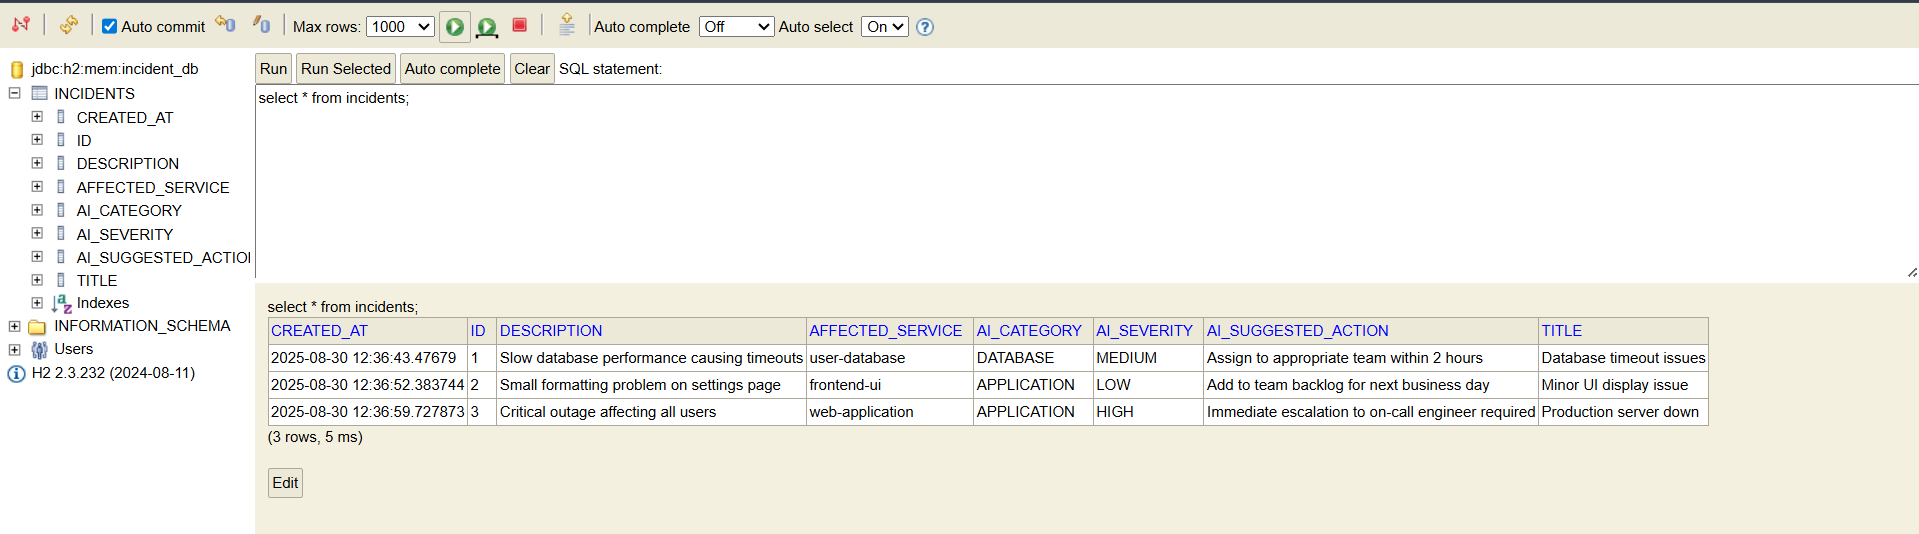 Auto commit Max rows: 1000 Auto complete Off Auto select On ?
jdbc:h2:mem:incident_db
INCIDENTS
CREATED_AT
ID
DESCRIPTION
AFFECTED_SERVICE
AI_CATEGORY
AI_SEVERITY
AI_SUGGESTED_ACTIO
TITLE
Indexes
INFORMATION_SCHEMA
Users
H2 2.3.232 (2024-08-11)
Run Run Selected Auto complete Clear SQL statement:
select * from incidents;
select * from incidents;
CREATED_AT ID DESCRIPTION AFFECTED_SERVICE AI_CATEGORY AI_SEVERITY AI_SUGGESTED_ACTION TITLE
2025-08-30 12:36:43.47679 1 Slow database performance causing timeouts user-database DATABASE MEDIUM Assign to appropriate team within 2 hours Database timeout issues
2025-08-30 12:36:52.383744 2 Small formatting problem on settings page frontend-ui APPLICATION LOW Add to team backlog for next business day Minor UI display issue
2025-08-30 12:36:59.727873 3 Critical outage affecting all users web-application APPLICATION HIGH Immediate escalation to on-call engineer required Production server down
(3 rows, 5 ms)
Edit